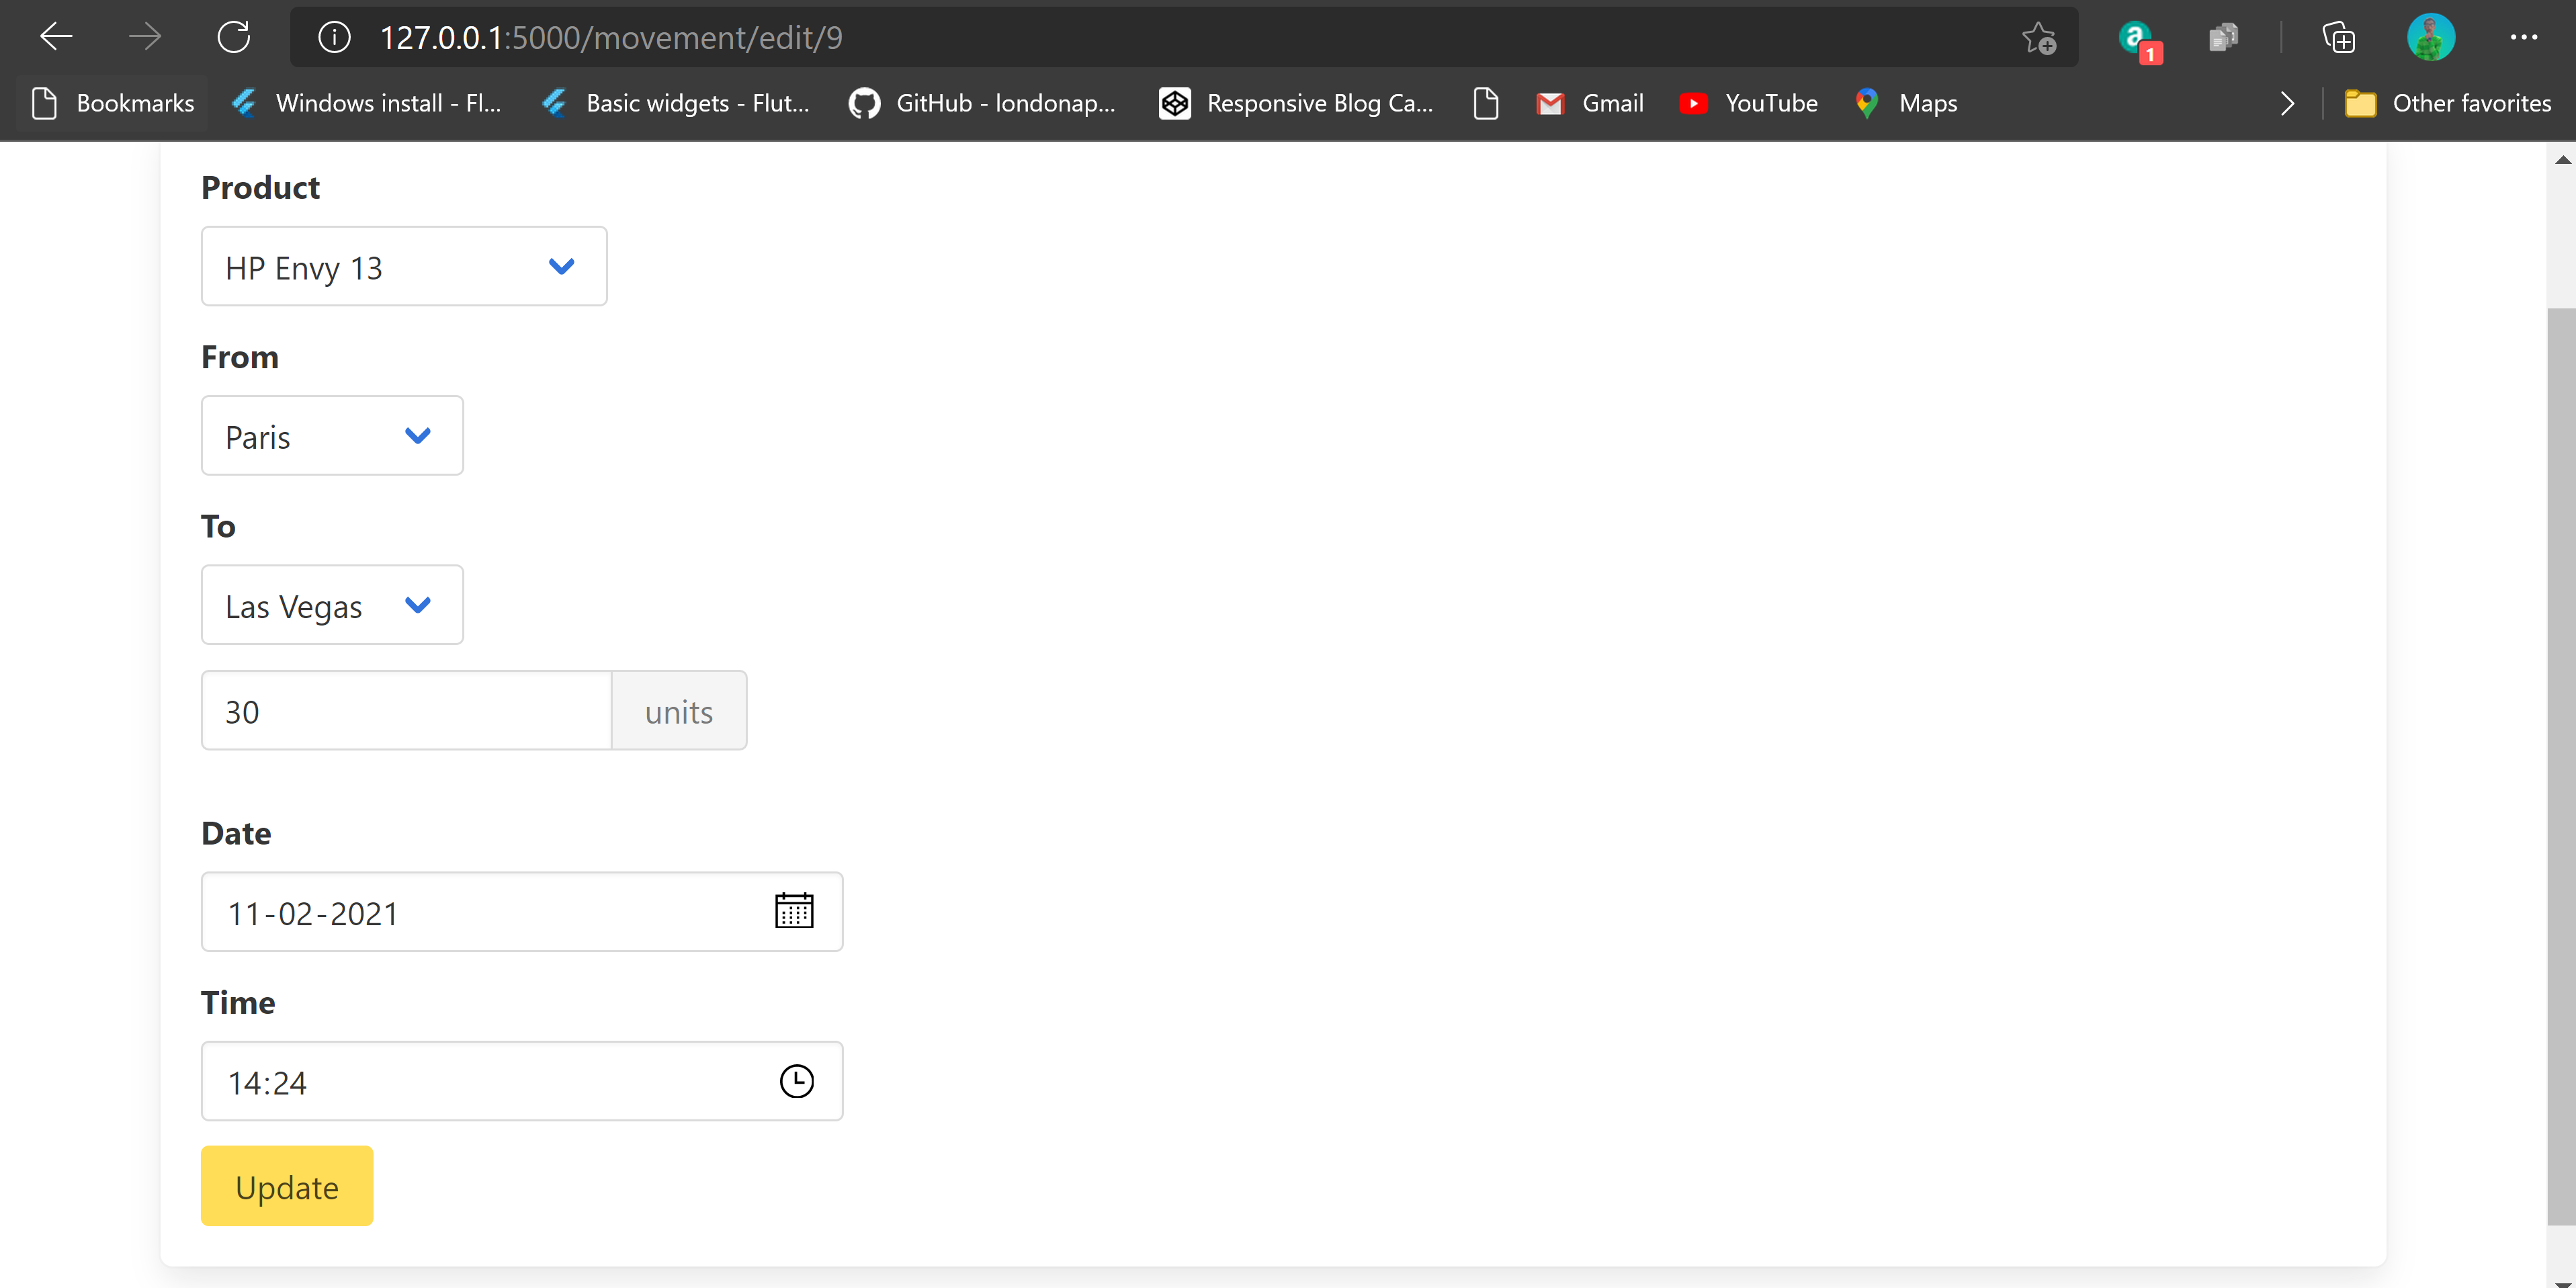 127.0.0.1:5000/movement/edit/9
a 1
Bookmarks Windows install - Fl... Basic widgets - Flut... GitHub - londonap... Responsive Blog Ca... Gmail YouTube Maps Other favorites
Product
HP Envy 13
From
Paris
To
Las Vegas
30 units
Date
11-02-2021
Time
14:24
Update